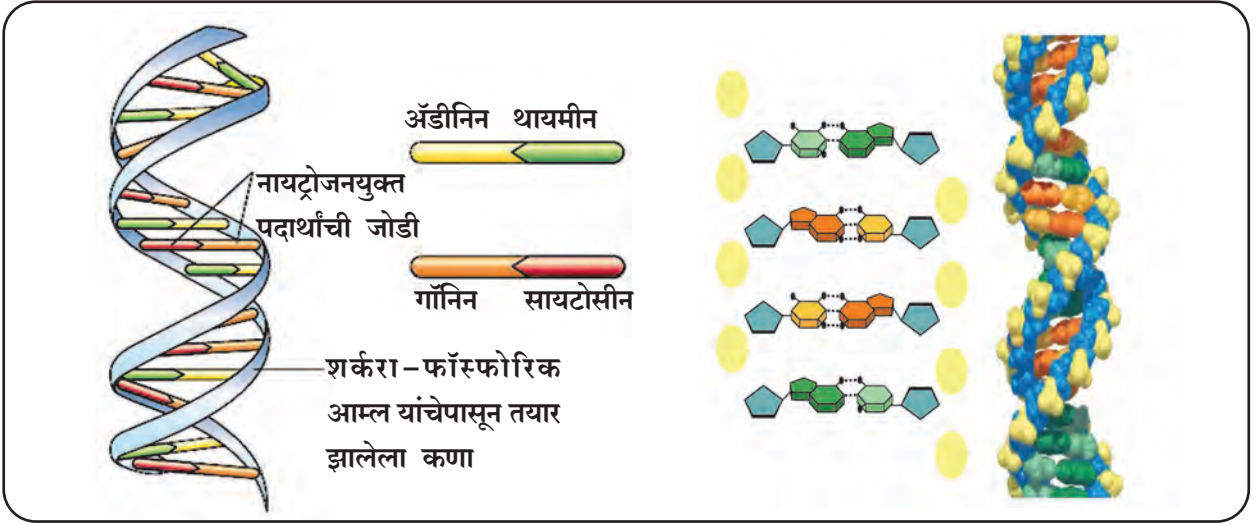 ॲडीनिन थायमीन
नायट्रोजनयुक्त
पदार्थांची जोडी
गॉनिन सायटोसीन
शर्करा-फॉस्फोरिक
आम्ल यांचेपासून तयार
झालेला कणा